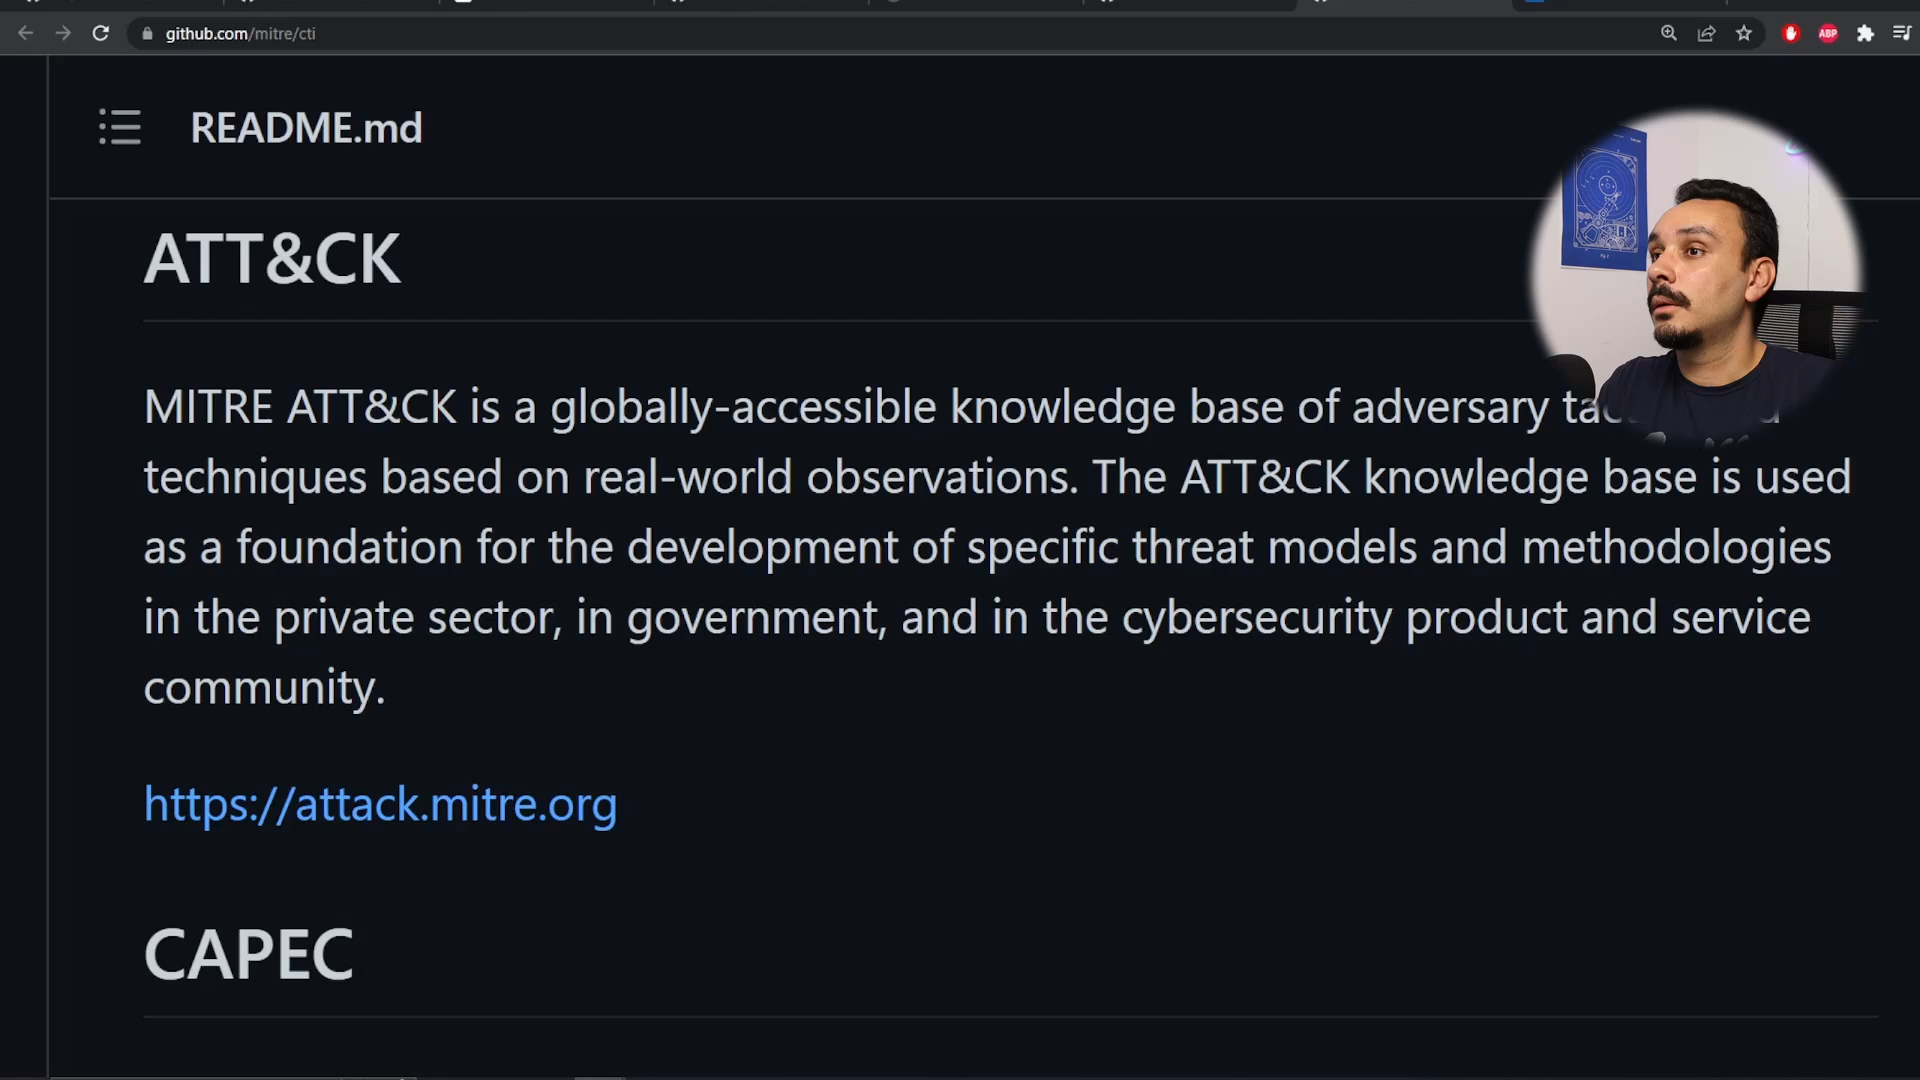 github.com/mitre/cti
ABP
README.md
ATT&CK
MITRE ATT&CK is a globally-accessible knowledge base of adversary
techniques based on real-world observations. The ATT&CK knowledge base is used
as a foundation for the development of specific threat models and methodologies
in the private sector, in government, and in the cybersecurity product and service
community.
https://attack.mitre.org
CAPEC